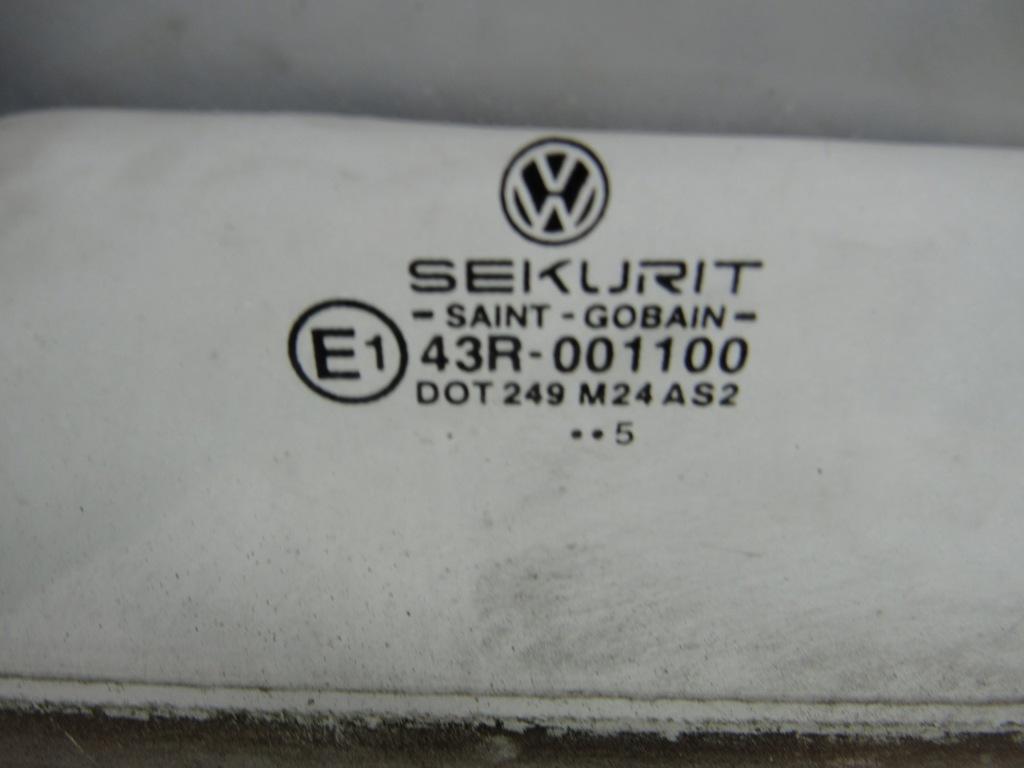 SEKURIT
- SAINT - GOBAIN -
E1 43R-001100
DOT 249 M24 AS2
••5